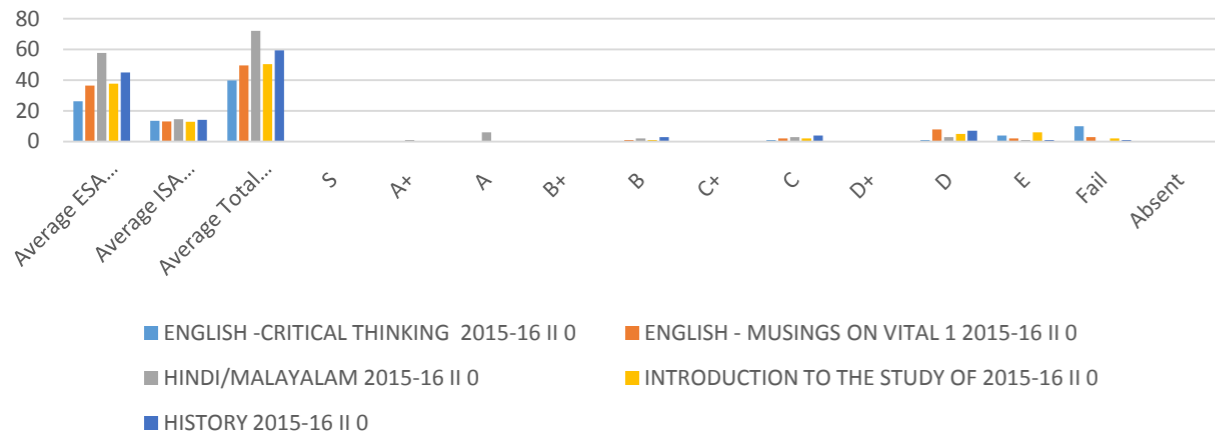 80
60
40
20
0
Average ESA...
Average ISA...
Average Total...
S
A+
A
B+
B
C+
C
D+
D
E
Fail
Absent
ENGLISH -CRITICAL THINKING 2015-16 II 0
ENGLISH - MUSINGS ON VITAL 1 2015-16 II 0
HINDI/MALAYALAM 2015-16 II 0
INTRODUCTION TO THE STUDY OF 2015-16 II 0
HISTORY 2015-16 II 0